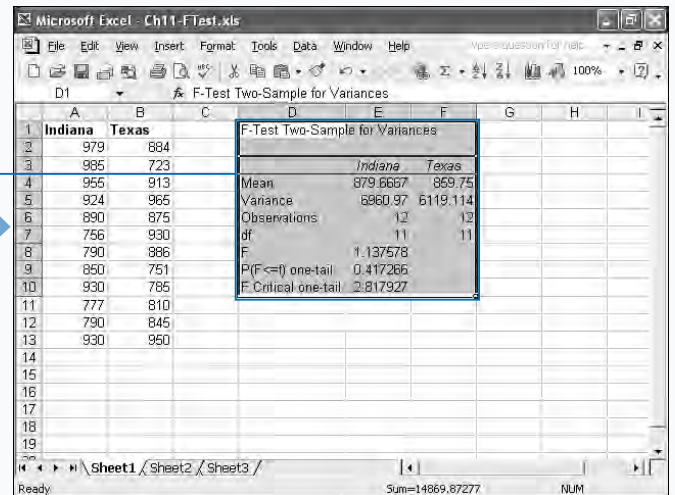 Microsoft Excel - Ch11-FTest.xls
File Edit View Insert Format Tools Data Window Help
100%
D1 fx F-Test Two-Sample for Variances
A B C D E F G H I
1 Indiana Texas F-Test Two-Sample for Variances
2 979 884
3 985 723 Indiana Texas
4 955 913 Mean 879.6667 859.75
5 924 965 Variance 6960.97 6119.114
6 890 875 Observations 12 12
7 756 930 df 11 11
8 790 886 F 1.137578
9 850 751 P(F<=f) one-tail 0.417266
10 930 785 F Critical one-tail 2.817927
11 777 810
12 790 845
13 930 950
14
15
16
17
18
19
Sheet1 Sheet2 Sheet3
Ready Sum=14869.87277 NUM